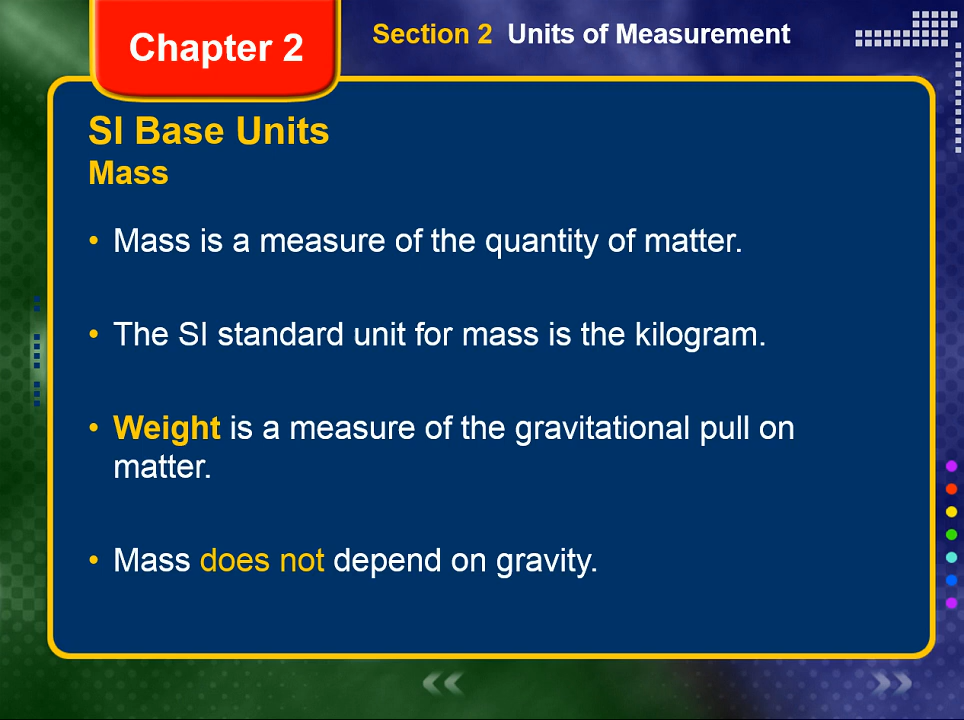 Chapter 2
Section 2 Units of Measurement
SI Base Units
Mass
• Mass is a measure of the quantity of matter.
• The SI standard unit for mass is the kilogram.
• Weight is a measure of the gravitational pull on
matter.
• Mass does not depend on gravity.